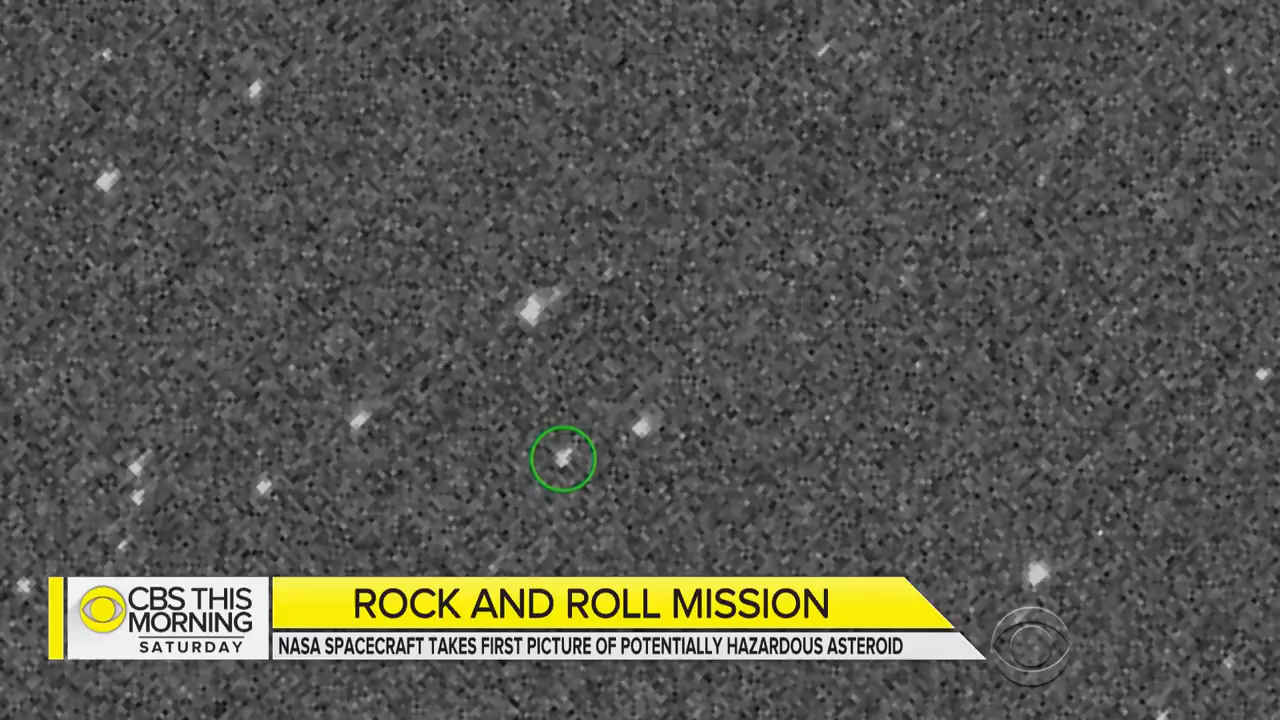 ROCK AND ROLL MISSION
CBS THIS
MORNING
SATURDAY
NASA SPACECRAFT TAKES FIRST PICTURE OF POTENTIALLY HAZARDOUS ASTEROID